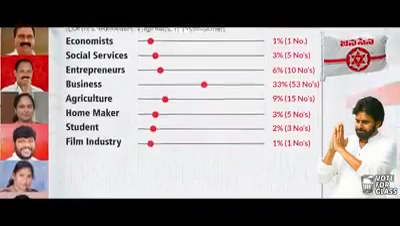 Economists 1% (1 No.)
Social Services 3% (5 No's)
Entrepreneurs 6% (10 No's)
Business 33% (53 No's)
Agriculture 9% (15 No's)
Home Maker 3% (5 No's)
Student 2% (3 No's)
Film Industry 1% (1 No's)
జనసేన
VOTE
FOR
GLASS